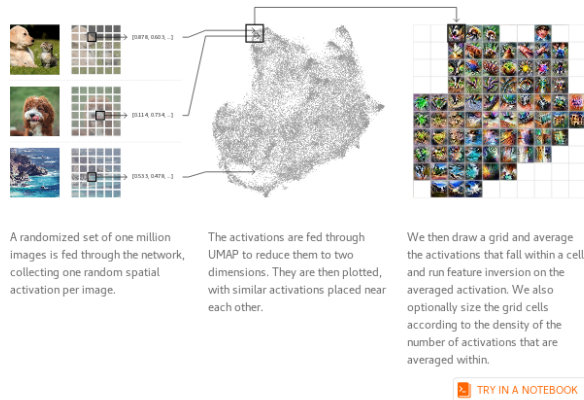 [0.878, 0.603, ...]
[0.114, 0.734, ...]
[0.535, 0.478, ...]
A randomized set of one million
images is fed through the network,
collecting one random spatial
activation per image.
The activations are fed through
UMAP to reduce them to two
dimensions. They are then plotted,
with similar activations placed near
each other.
We then draw a grid and average
the activations that fall within a cell
and run feature inversion on the
averaged activation. We also
optionally size the grid cells
according to the density of the
number of activations that are
averaged within.
TRY IN A NOTEBOOK